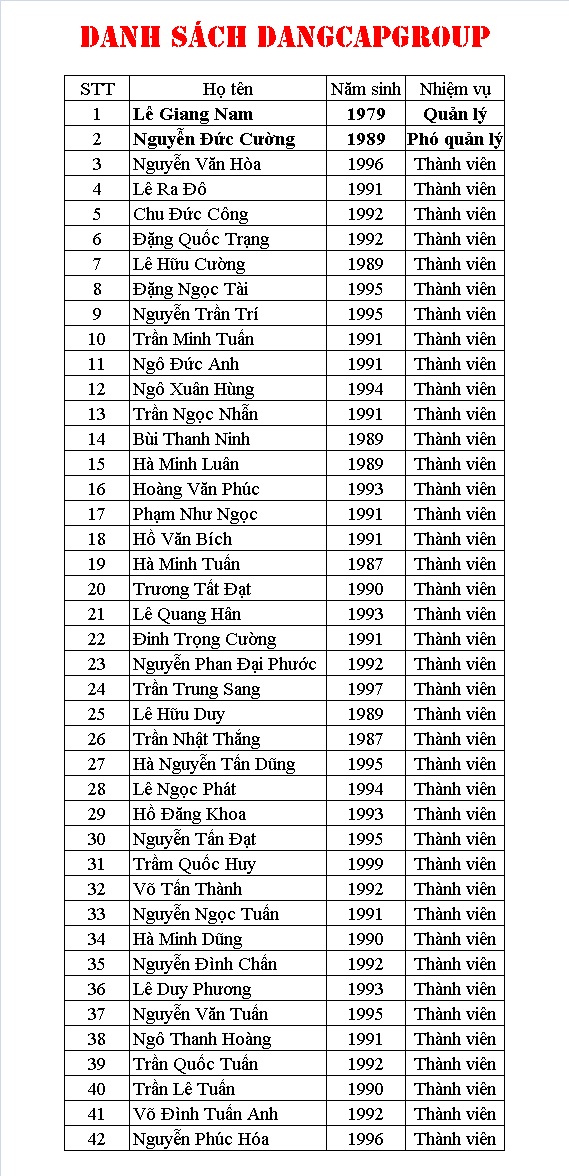 DANH SÁCH DANGCAPGROUP
STT Họ tên Năm sinh Nhiệm vụ
1 Lê Giang Nam 1979 Quản lý
2 Nguyễn Đức Cường 1989 Phó quản lý
3 Nguyễn Văn Hòa 1996 Thành viên
4 Lê Ra Đô 1991 Thành viên
5 Chu Đức Công 1992 Thành viên
6 Đặng Quốc Trạng 1992 Thành viên
7 Lê Hữu Cường 1989 Thành viên
8 Đặng Ngọc Tài 1995 Thành viên
9 Nguyễn Trần Trí 1995 Thành viên
10 Trần Minh Tuấn 1991 Thành viên
11 Ngô Đức Anh 1991 Thành viên
12 Ngô Xuân Hùng 1994 Thành viên
13 Trần Ngọc Nhẫn 1991 Thành viên
14 Bùi Thanh Ninh 1989 Thành viên
15 Hà Minh Luân 1989 Thành viên
16 Hoàng Văn Phúc 1993 Thành viên
17 Phạm Như Ngọc 1991 Thành viên
18 Hồ Văn Bích 1991 Thành viên
19 Hà Minh Tuấn 1987 Thành viên
20 Trương Tất Đạt 1990 Thành viên
21 Lê Quang Hân 1993 Thành viên
22 Đinh Trọng Cường 1991 Thành viên
23 Nguyễn Phan Đại Phước 1992 Thành viên
24 Trần Trung Sang 1997 Thành viên
25 Lê Hữu Duy 1989 Thành viên
26 Trần Nhật Thắng 1987 Thành viên
27 Hà Nguyễn Tấn Dũng 1995 Thành viên
28 Lê Ngọc Phát 1994 Thành viên
29 Hồ Đăng Khoa 1993 Thành viên
30 Nguyễn Tấn Đạt 1995 Thành viên
31 Trầm Quốc Huy 1999 Thành viên
32 Võ Tấn Thành 1992 Thành viên
33 Nguyễn Ngọc Tuấn 1991 Thành viên
34 Hà Minh Dũng 1990 Thành viên
35 Nguyễn Đình Chấn 1992 Thành viên
36 Lê Duy Phương 1993 Thành viên
37 Nguyễn Văn Tuấn 1995 Thành viên
38 Ngô Thanh Hoàng 1991 Thành viên
39 Trần Quốc Tuấn 1992 Thành viên
40 Trần Lê Tuấn 1990 Thành viên
41 Võ Đình Tuấn Anh 1992 Thành viên
42 Nguyễn Phúc Hóa 1996 Thành viên